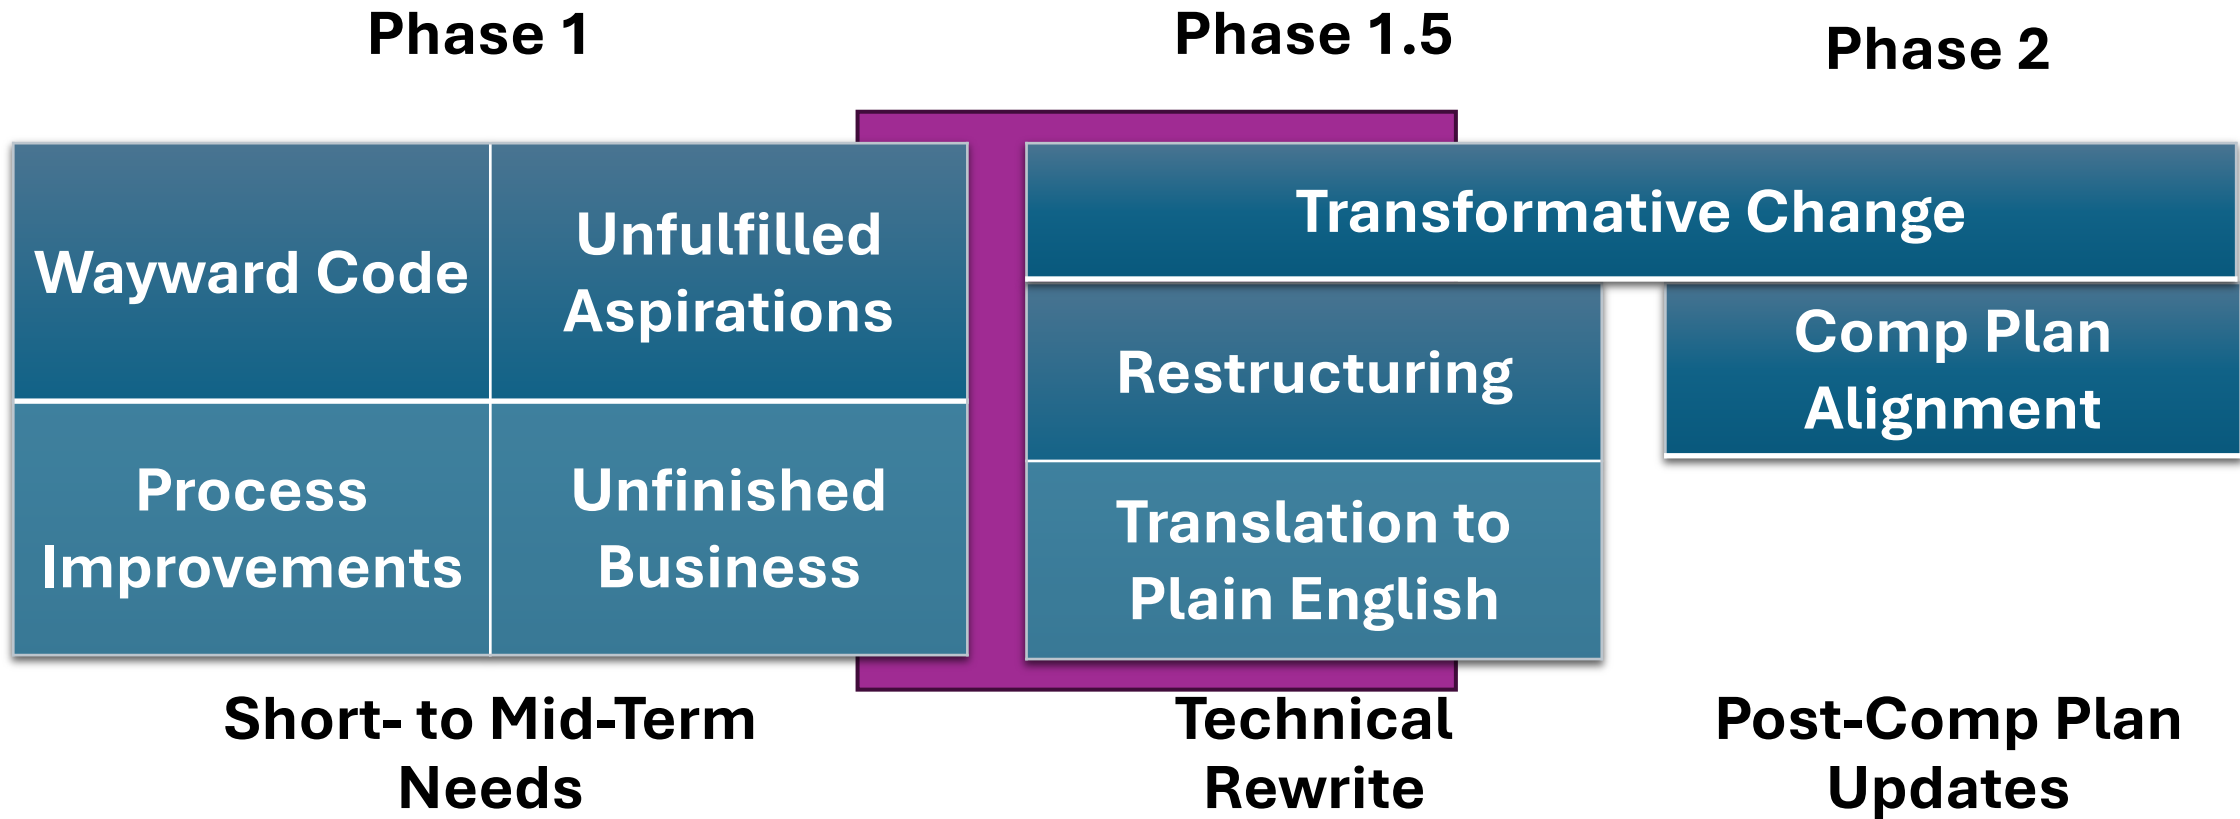 Phase 1
Phase 1.5
Phase 2
Wayward Code
Unfulfilled
Aspirations
Process
Improvements
Unfinished
Business
Transformative Change
Restructuring
Translation to
Plain English
Comp Plan
Alignment
Short- to Mid-Term
Needs
Technical
Rewrite
Post-Comp Plan
Updates